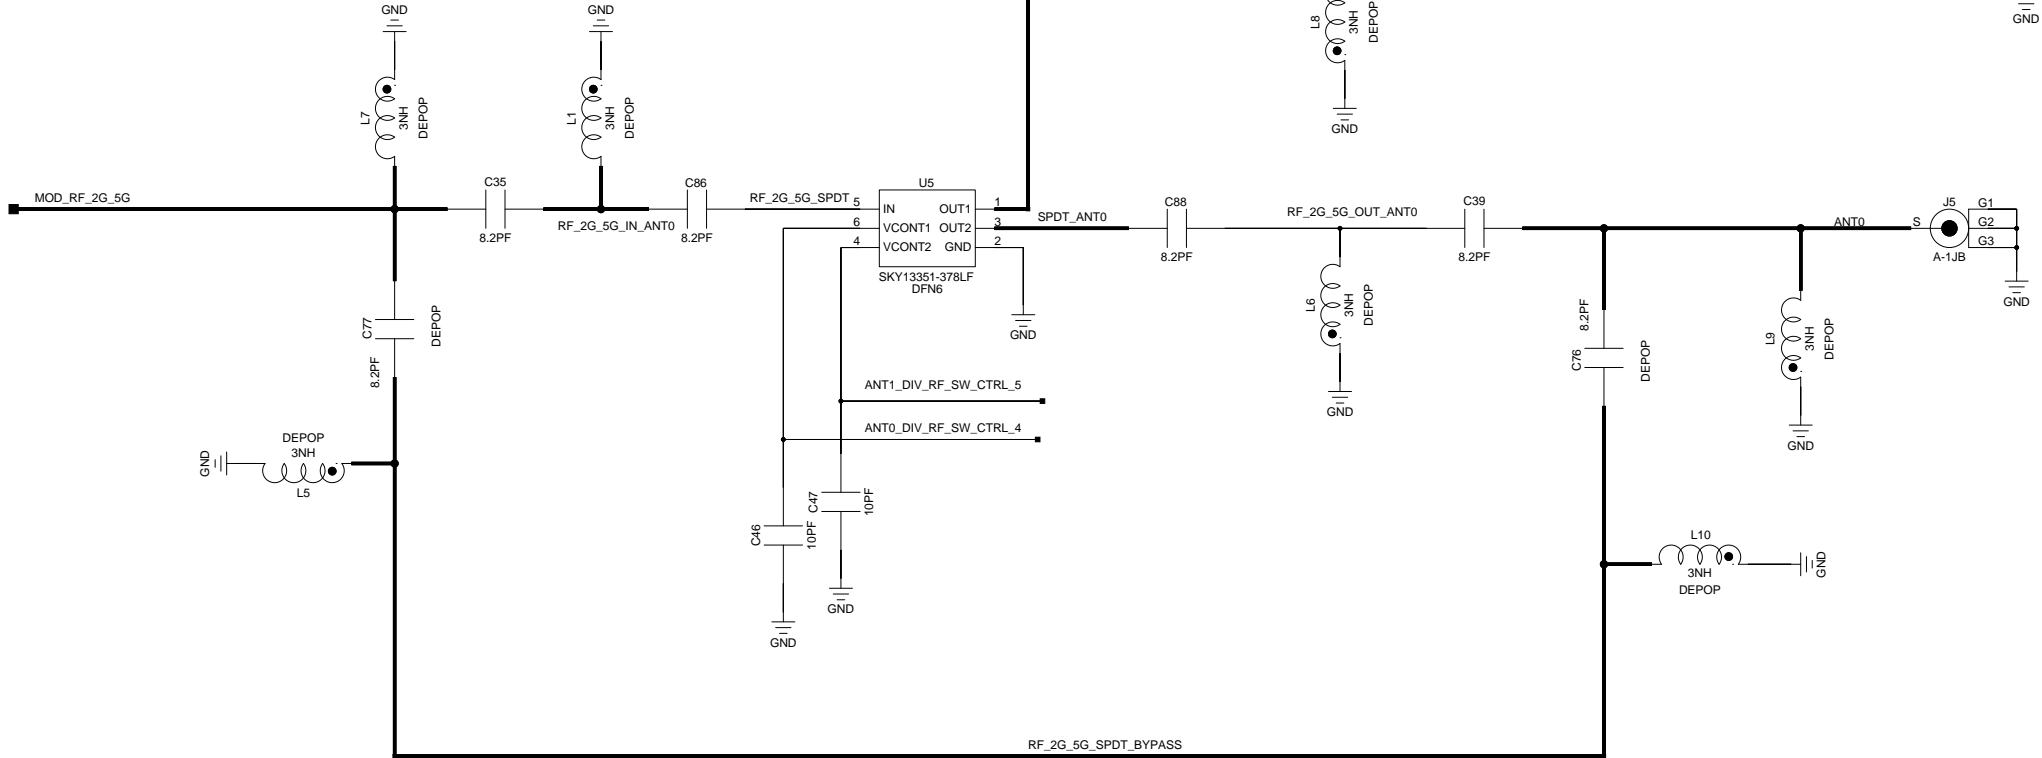 GND
GND
L8
3NH
DEPOP
GND
L7
3NH
DEPOP
L1
3NH
DEPOP
GND
MOD_RF_2G_5G
C35
8.2PF
RF_2G_5G_IN_ANT0
C86
8.2PF
RF_2G_5G_SPDT
U5
5 IN OUT1 1
6 VCONT1 OUT2 3
4 VCONT2 GND 2
SKY13351-378LF
DFN6
GND
SPDT_ANT0
C88
8.2PF
RF_2G_5G_OUT_ANT0
C39
8.2PF
ANT0
S
J5
G1
G2
G3
A-1JB
GND
C77
DEPOP
8.2PF
L6
3NH
DEPOP
GND
8.2PF
C76
DEPOP
L9
3NH
DEPOP
GND
ANT1_DIV_RF_SW_CTRL_5
ANT0_DIV_RF_SW_CTRL_4
DEPOP
3NH
GND
L5
C47
10PF
GND
C46
10PF
GND
L10
3NH
DEPOP
GND
RF_2G_5G_SPDT_BYPASS
GND